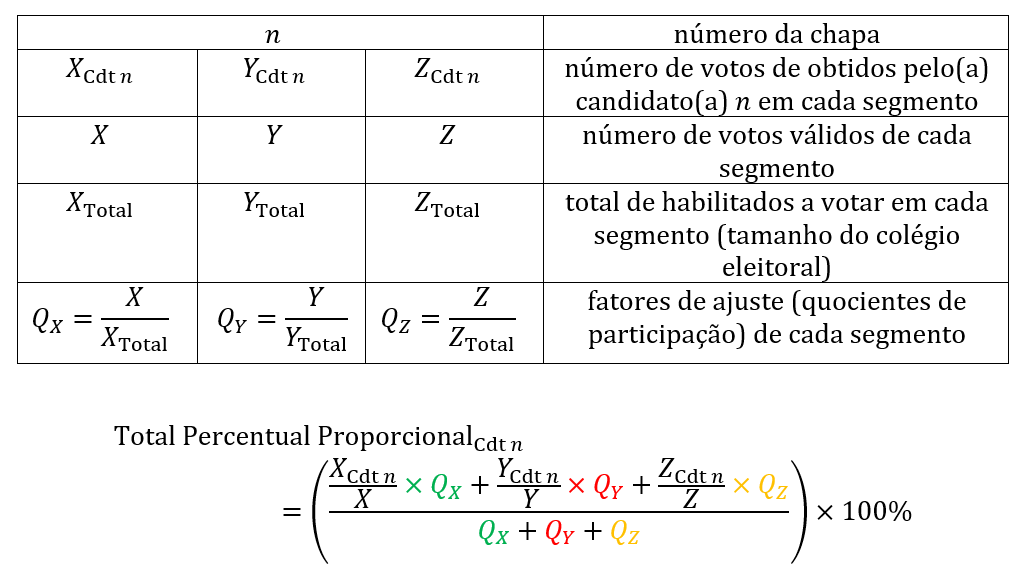 n número da chapa
X_Cdt n Y_Cdt n Z_Cdt n número de votos de obtidos pelo(a)
candidato(a) n em cada segmento
X Y Z número de votos válidos de cada
segmento
X_Total Y_Total Z_Total total de habilitados a votar em cada
segmento (tamanho do colégio
eleitoral)
Q_X = X/X_Total Q_Y = Y/Y_Total Q_Z = Z/Z_Total fatores de ajuste (quocientes de
participação) de cada segmento
Total Percentual Proporcional_Cdt n
= ((X_Cdt n/X × Q_X + Y_Cdt n/Y × Q_Y + Z_Cdt n/Z × Q_Z)/(Q_X + Q_Y + Q_Z)) × 100%